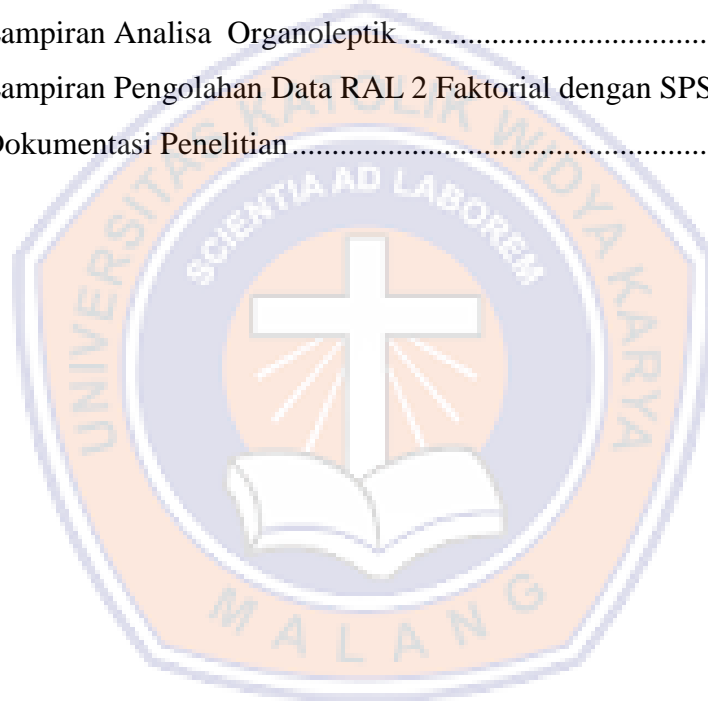 ampiran Analisa Organoleptik ...................................
ampiran Pengolahan Data RAL 2 Faktorial dengan SPS
okumentasi Penelitian ................................................
UNIVERSITAS KATOLIK WIDYA KARYA
SCIENTIA AD LABOREM
MALANG